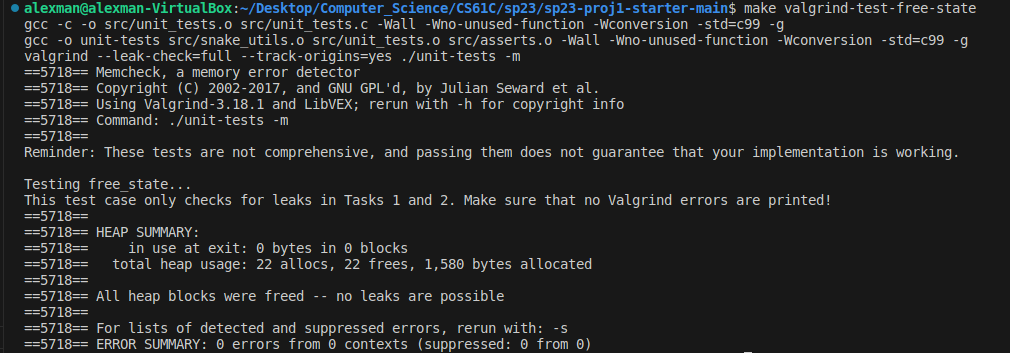 alexman@alexman-VirtualBox:~/Desktop/Computer_Science/CS61C/sp23/sp23-proj1-starter-main$ make valgrind-test-free-state
gcc -c -o src/unit_tests.o src/unit_tests.c -Wall -Wno-unused-function -Wconversion -std=c99 -g
gcc -o unit-tests src/snake_utils.o src/unit_tests.o src/asserts.o -Wall -Wno-unused-function -Wconversion -std=c99 -g
valgrind --leak-check=full --track-origins=yes ./unit-tests -m
==5718== Memcheck, a memory error detector
==5718== Copyright (C) 2002-2017, and GNU GPL'd, by Julian Seward et al.
==5718== Using Valgrind-3.18.1 and LibVEX; rerun with -h for copyright info
==5718== Command: ./unit-tests -m
==5718==
Reminder: These tests are not comprehensive, and passing them does not guarantee that your implementation is working.

Testing free_state...
This test case only checks for leaks in Tasks 1 and 2. Make sure that no Valgrind errors are printed!
==5718==
==5718== HEAP SUMMARY:
==5718==     in use at exit: 0 bytes in 0 blocks
==5718==   total heap usage: 22 allocs, 22 frees, 1,580 bytes allocated
==5718==
==5718== All heap blocks were freed -- no leaks are possible
==5718==
==5718== For lists of detected and suppressed errors, rerun with: -s
==5718== ERROR SUMMARY: 0 errors from 0 contexts (suppressed: 0 from 0)